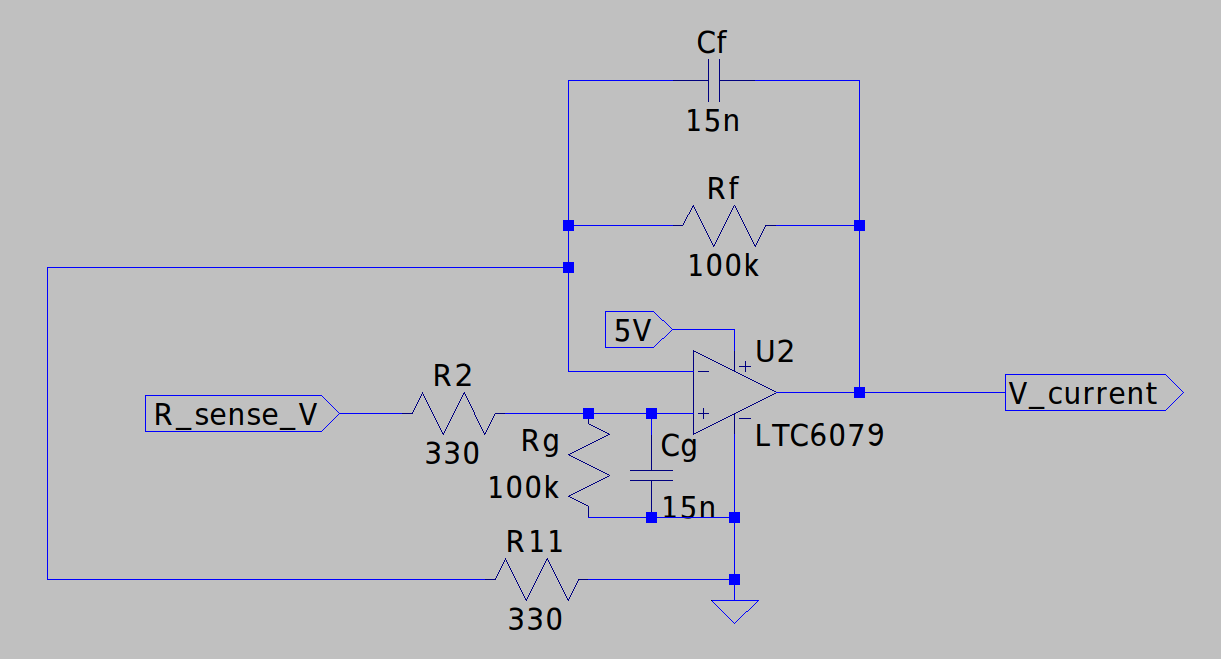 Cf
15n
Rf
100k
5V
+
U2
R2
−
R_sense_V
+
−
V_current
330
Rg
Cg
LTC6079
100k
15n
R11
330